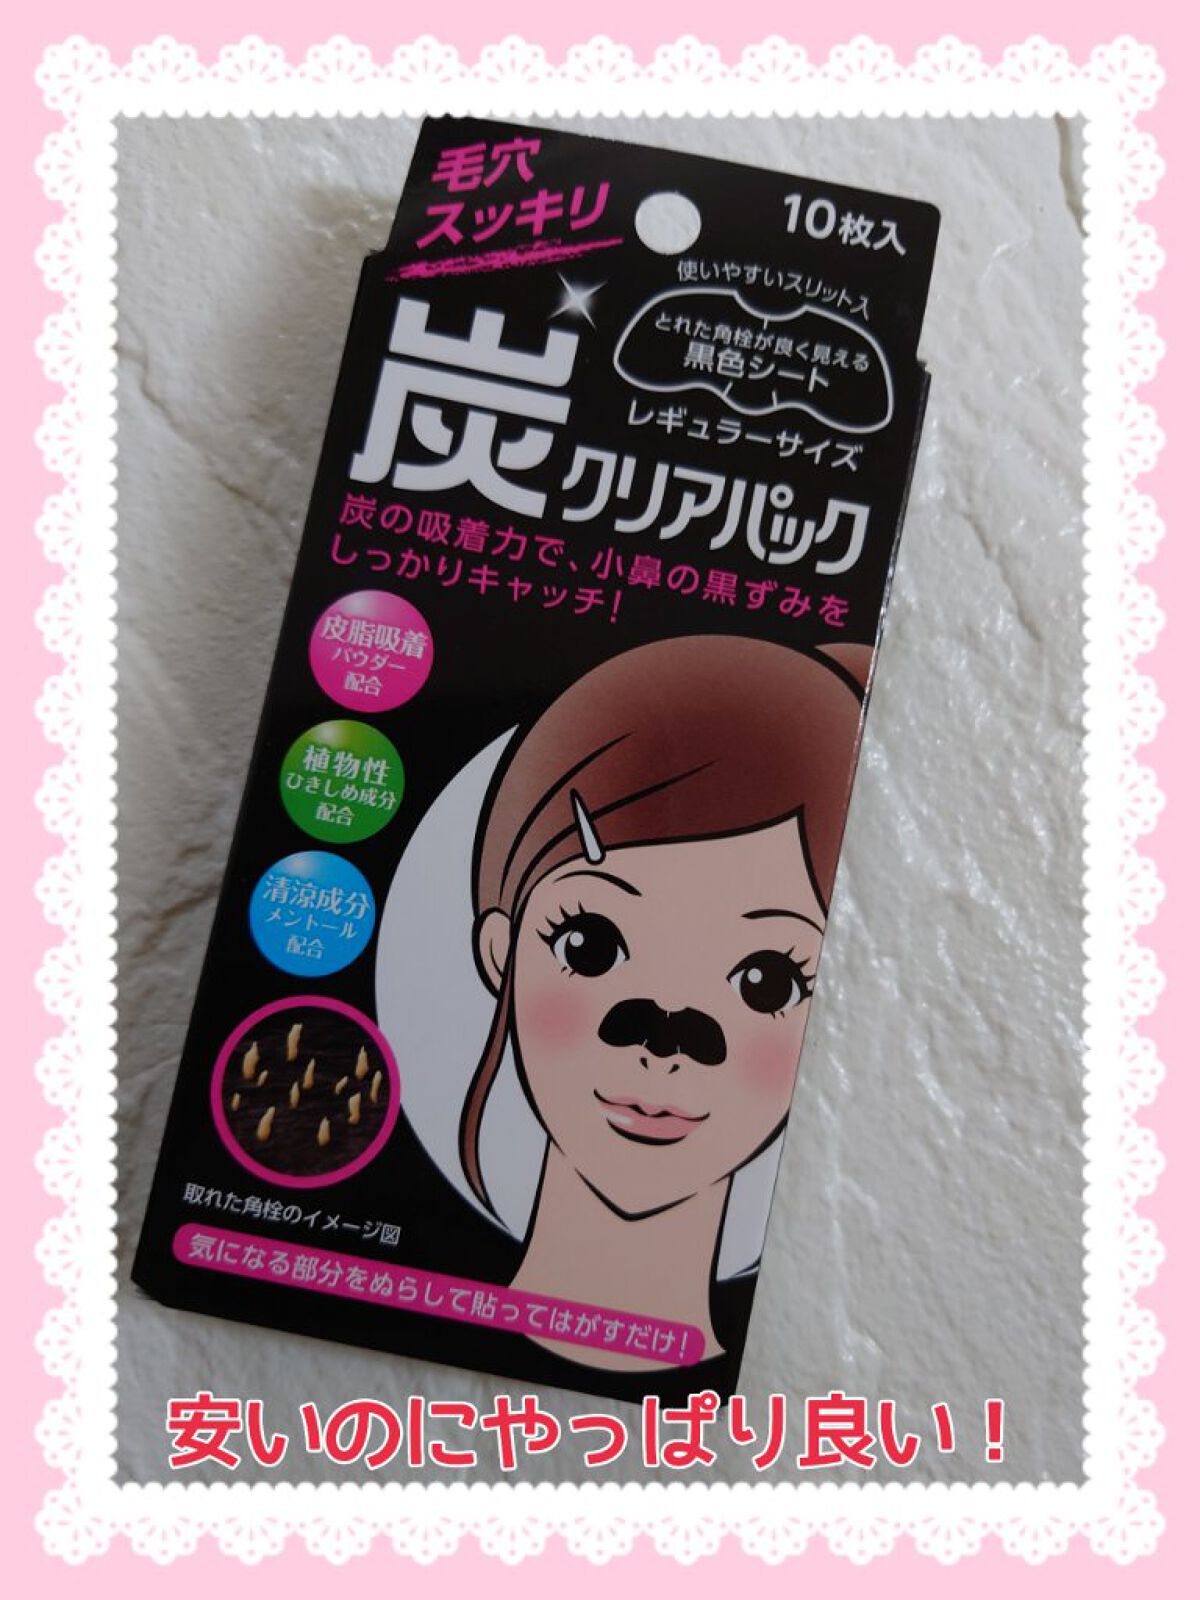 毛穴
スッキリ
10枚入
使いやすいスリット入
とれた角栓が良く見える
黒色シート
レギュラーサイズ
炭クリアパック
炭の吸着力で、小鼻の黒ずみを
しっかりキャッチ!
皮脂吸着
パウダー
配合
植物性
ひきしめ成分
配合
清涼成分
メントール
配合
取れた角栓のイメージ図
気になる部分をぬらして貼ってはがすだけ!
安いのにやっぱり良い!